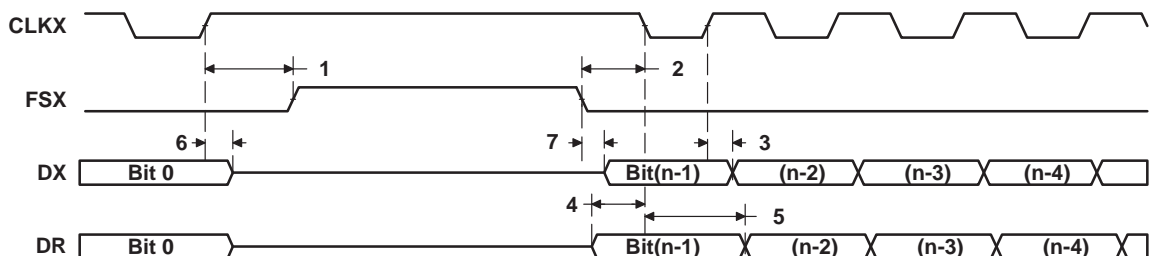 CLKX
1 2
FSX
6 7 3
DX Bit 0 Bit(n-1) (n-2) (n-3) (n-4)
4 5
DR Bit 0 Bit(n-1) (n-2) (n-3) (n-4)